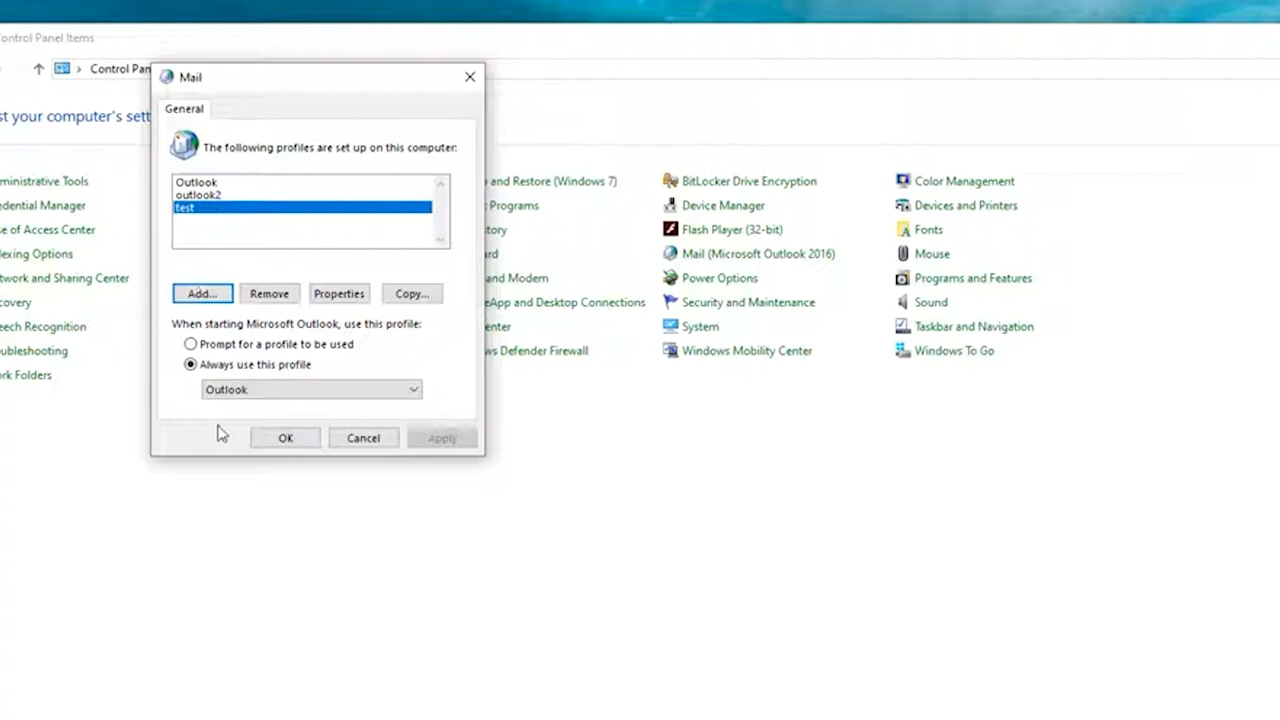 ontrol Panel Items
Control Pan
st your computer's sett
Mail
General
The following profiles are set up on this computer:
Outlook
outlook2
test
Add...
Remove
Properties
Copy...
When starting Microsoft Outlook, use this profile:
Prompt for a profile to be used
Always use this profile
Outlook
OK
Cancel
Apply
ministrative Tools
edential Manager
se of Access Center
dexing Options
twork and Sharing Center
covery
eech Recognition
ubleshooting
ork Folders
p and Restore (Windows 7)
t Programs
tory
ard
and Modem
eApp and Desktop Connections
enter
ws Defender Firewall
BitLocker Drive Encryption
Device Manager
Flash Player (32-bit)
Mail (Microsoft Outlook 2016)
Power Options
Security and Maintenance
System
Windows Mobility Center
Color Management
Devices and Printers
Fonts
Mouse
Programs and Features
Sound
Taskbar and Navigation
Windows To Go